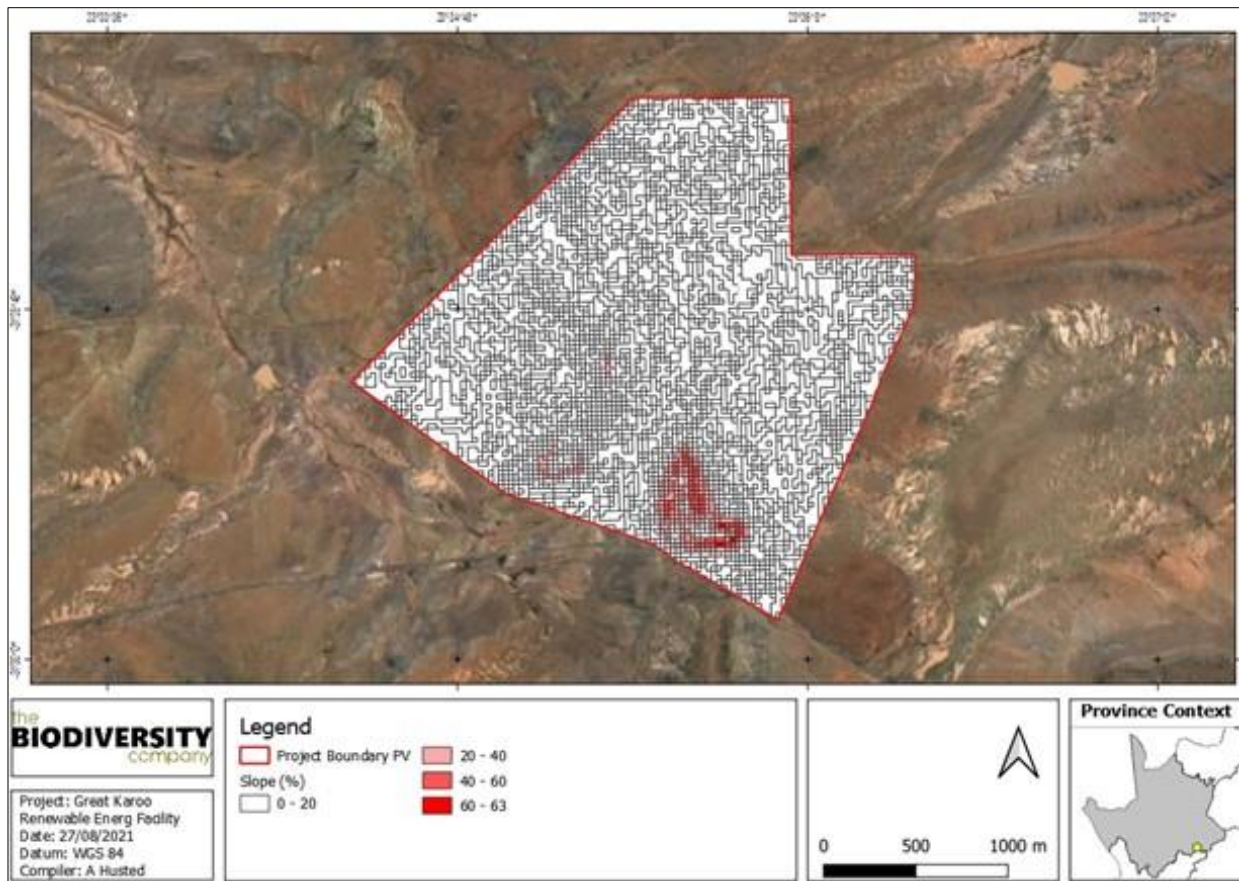 the
BIODIVERSITY
company
Project: Great Karoo
Renewable Energ Facility
Date: 27/08/2021
Datum: WGS 84
Compiler: A Husted
Legend
Project Boundary PV
Slope (%)
0 - 20
20 - 40
40 - 60
60 - 63
0 500 1000 m
Province Context